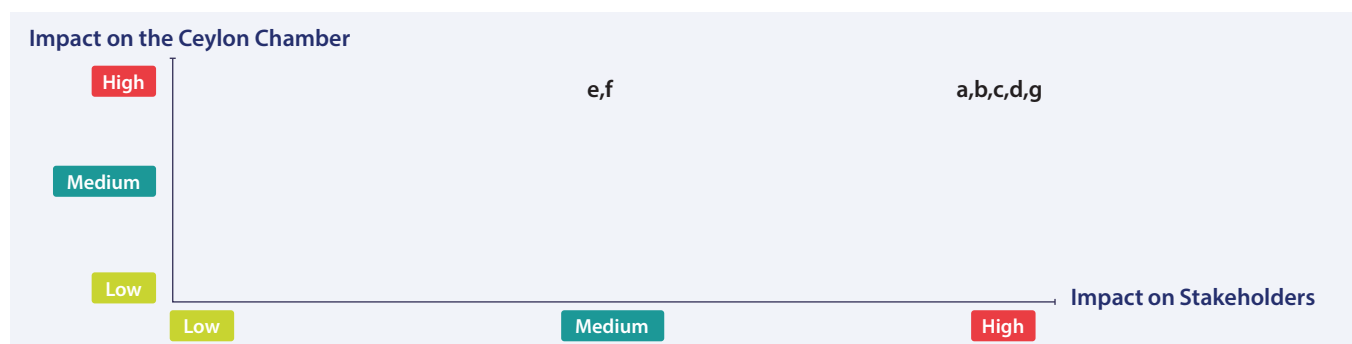 Impact on the Ceylon Chamber
High
e,f
a,b,c,d,g
Medium
Low
Impact on Stakeholders
Low
Medium
High